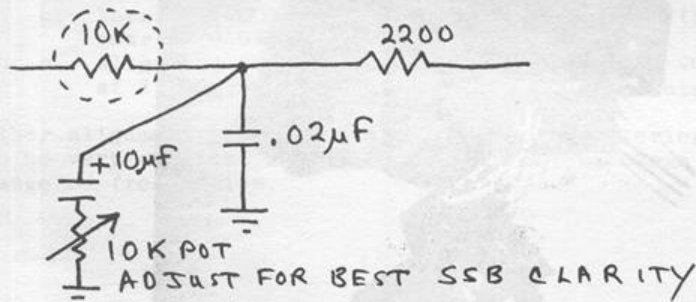 10K
2200
.02µF
+10µF
10K POT
ADJUST FOR BEST SSB CLARITY